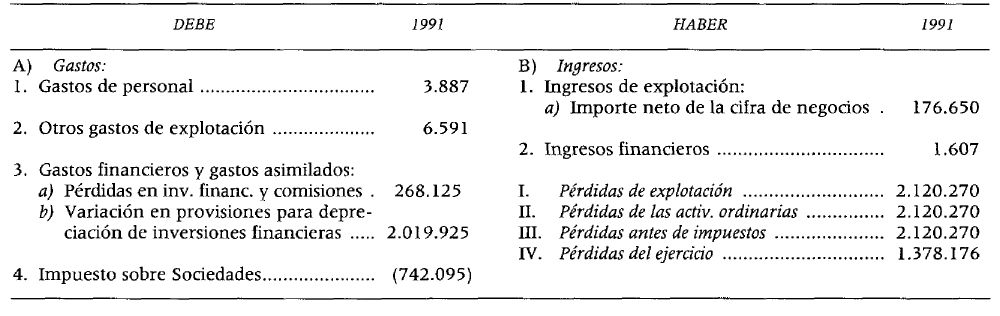 DEBE 1991 HABER 1991
A) Gastos:
1. Gastos de personal ................................. 3.887
2. Otros gastos de explotación ................... 6.591
3. Gastos financieros y gastos asimilados:
a) Pérdidas en inv. financ. y comisiones . 268.125
b) Variación en provisiones para depre-
ciación de inversiones financieras ..... 2.019.925
4. Impuesto sobre Sociedades..................... (742.095)
B) Ingresos:
1. Ingresos de explotación:
a) Importe neto de la cifra de negocios . 176.650
2. Ingresos financieros ................................ 1.607
I. Pérdidas de explotación ........................... 2.120.270
II. Pérdidas de las activ. ordinarias ............... 2.120.270
III. Pérdidas antes de impuestos ..................... 2.120.270
IV. Pérdidas del ejercicio ............................... 1.378.176